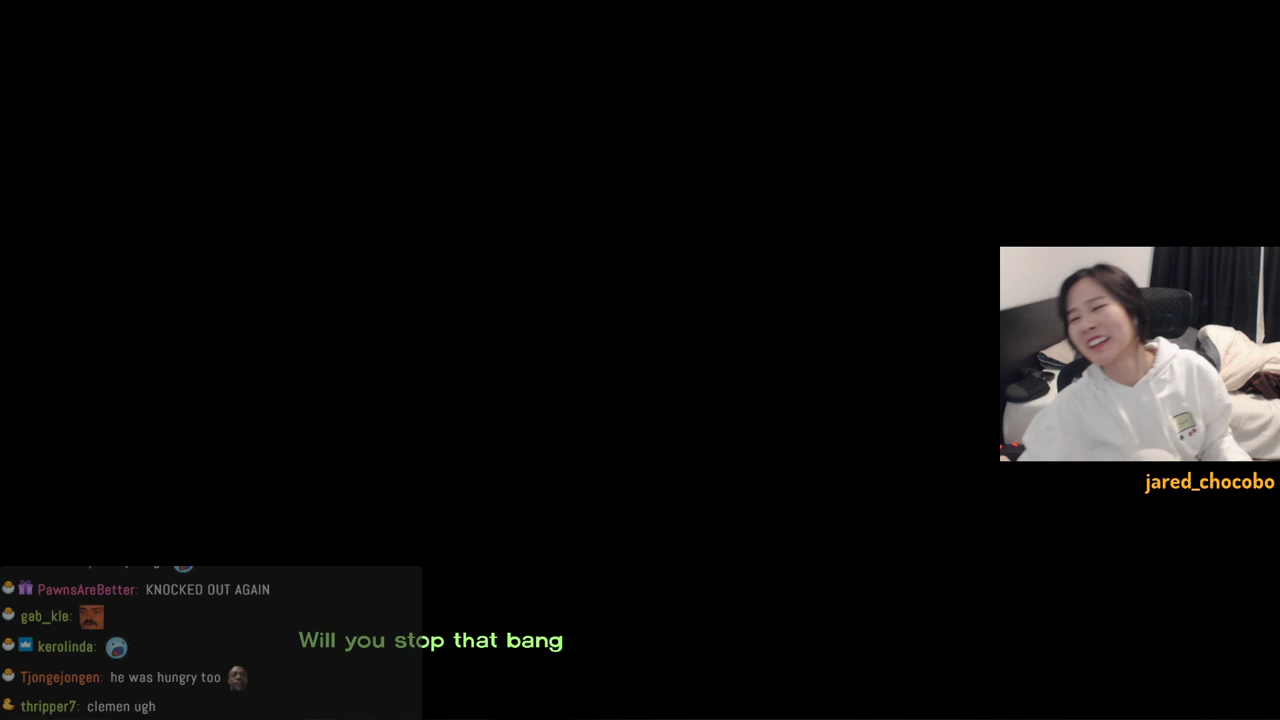 jared_chocobo
PawnsAreBetter: KNOCKED OUT AGAIN
gab_kle:
Will you stop that bang
kerolinda:
Tjongejongen: he was hungry too
thripper7: clemen ugh